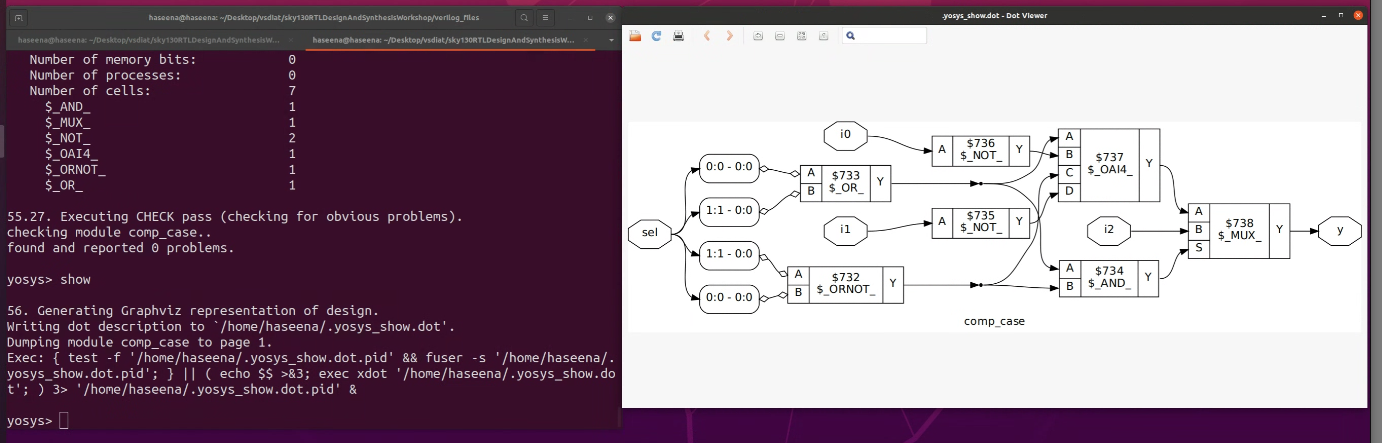 haseena@haseena: ~/Desktop/vsdiat/sky130RTLDesignAndSynthesisWorkshop/verilog_files
haseena@haseena: ~/Desktop/vsdiat/sky130RTLDesignAndSynthesisW...
haseena@haseena: ~/Desktop/vsdiat/sky130RTLDesignAndSynthesisW...
Number of memory bits: 0
Number of processes: 0
Number of cells: 7
$_AND_ 1
$_MUX_ 1
$_NOT_ 2
$_OAI4_ 1
$_ORNOT_ 1
$_OR_ 1
55.27. Executing CHECK pass (checking for obvious problems).
checking module comp_case..
found and reported 0 problems.
yosys> show
56. Generating Graphviz representation of design.
Writing dot description to `/home/haseena/.yosys_show.dot'.
Dumping module comp_case to page 1.
Exec: { test -f '/home/haseena/.yosys_show.dot.pid' && fuser -s '/home/haseena/.
yosys_show.dot.pid'; } || ( echo $$ >&3; exec xdot '/home/haseena/.yosys_show.do
t'; ) 3> '/home/haseena/.yosys_show.dot.pid' &
yosys>
.yosys_show.dot - Dot Viewer
sel
0:0 - 0:0
1:1 - 0:0
1:1 - 0:0
0:0 - 0:0
i0
A
B
$733
$_OR_
Y
i1
A
B
$732
$_ORNOT_
Y
A
$736
$_NOT_
Y
A
$735
$_NOT_
Y
A
B
C
D
$737
$_OAI4_
Y
i2
A
B
$734
$_AND_
Y
A
B
S
$738
$_MUX_
Y
y
comp_case